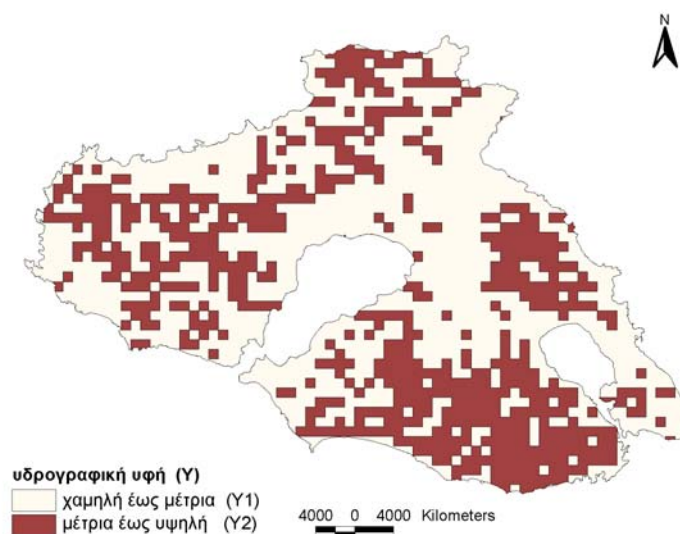 N
υδρογραφική υφή (Υ)
χαμηλή έως μέτρια (Υ1)
μέτρια έως υψηλή (Υ2)
4000 0 4000 Kilometers